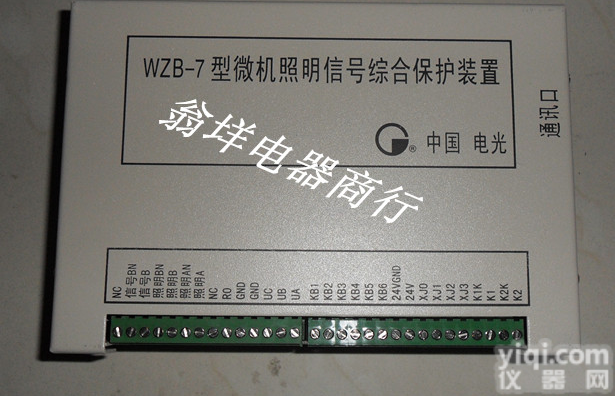 WZB-7 型微机照明信号综合保护装置
® 中国 电光
通讯口
翁垟电器商行
NC
信号BN
信号B
照明BN
照明B
照明AN
照明A
NC
RO
GND
GND
UC
UB
UA
KB1
KB2
KB3
KB4
KB5
KB6
24VGND
24V
XJ0
XJ1
XJ2
XJ3
K1K
K1
K2K
K2
yiqi.com
仪器网